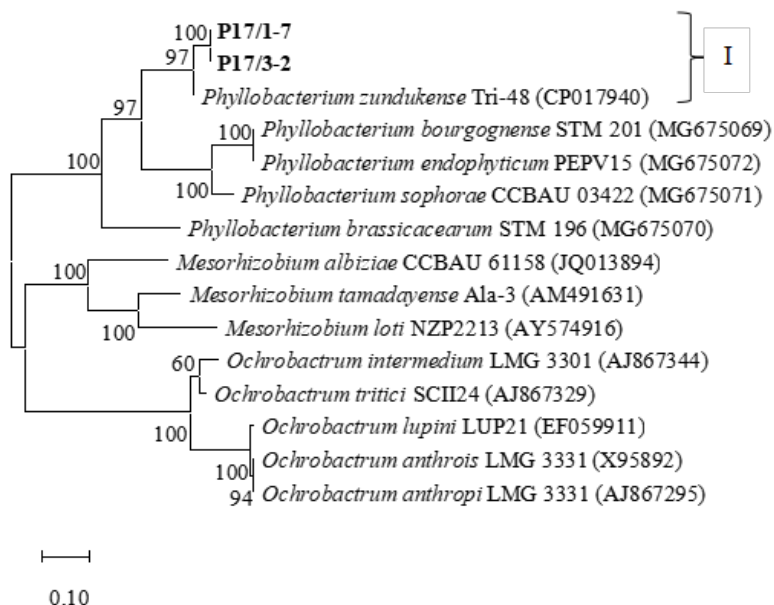 100 P17/1-7
97 P17/3-2
I
Phyllobacterium zundukense Tri-48 (CP017940)
97
100 Phyllobacterium bourgognense STM 201 (MG675069)
Phyllobacterium endophyticum PEPV15 (MG675072)
100
100 Phyllobacterium sophorae CCBAU 03422 (MG675071)
Phyllobacterium brassicacearum STM 196 (MG675070)
100 Mesorhizobium albiziae CCBAU 61158 (JQ013894)
Mesorhizobium tamadayense Ala-3 (AM491631)
100 Mesorhizobium loti NZP2213 (AY574916)
60 Ochrobactrum intermedium LMG 3301 (AJ867344)
Ochrobactrum tritici SCII24 (AJ867329)
100 Ochrobactrum lupini LUP21 (EF059911)
100 Ochrobactrum anthrois LMG 3331 (X95892)
94 Ochrobactrum anthropi LMG 3331 (AJ867295)
0.10